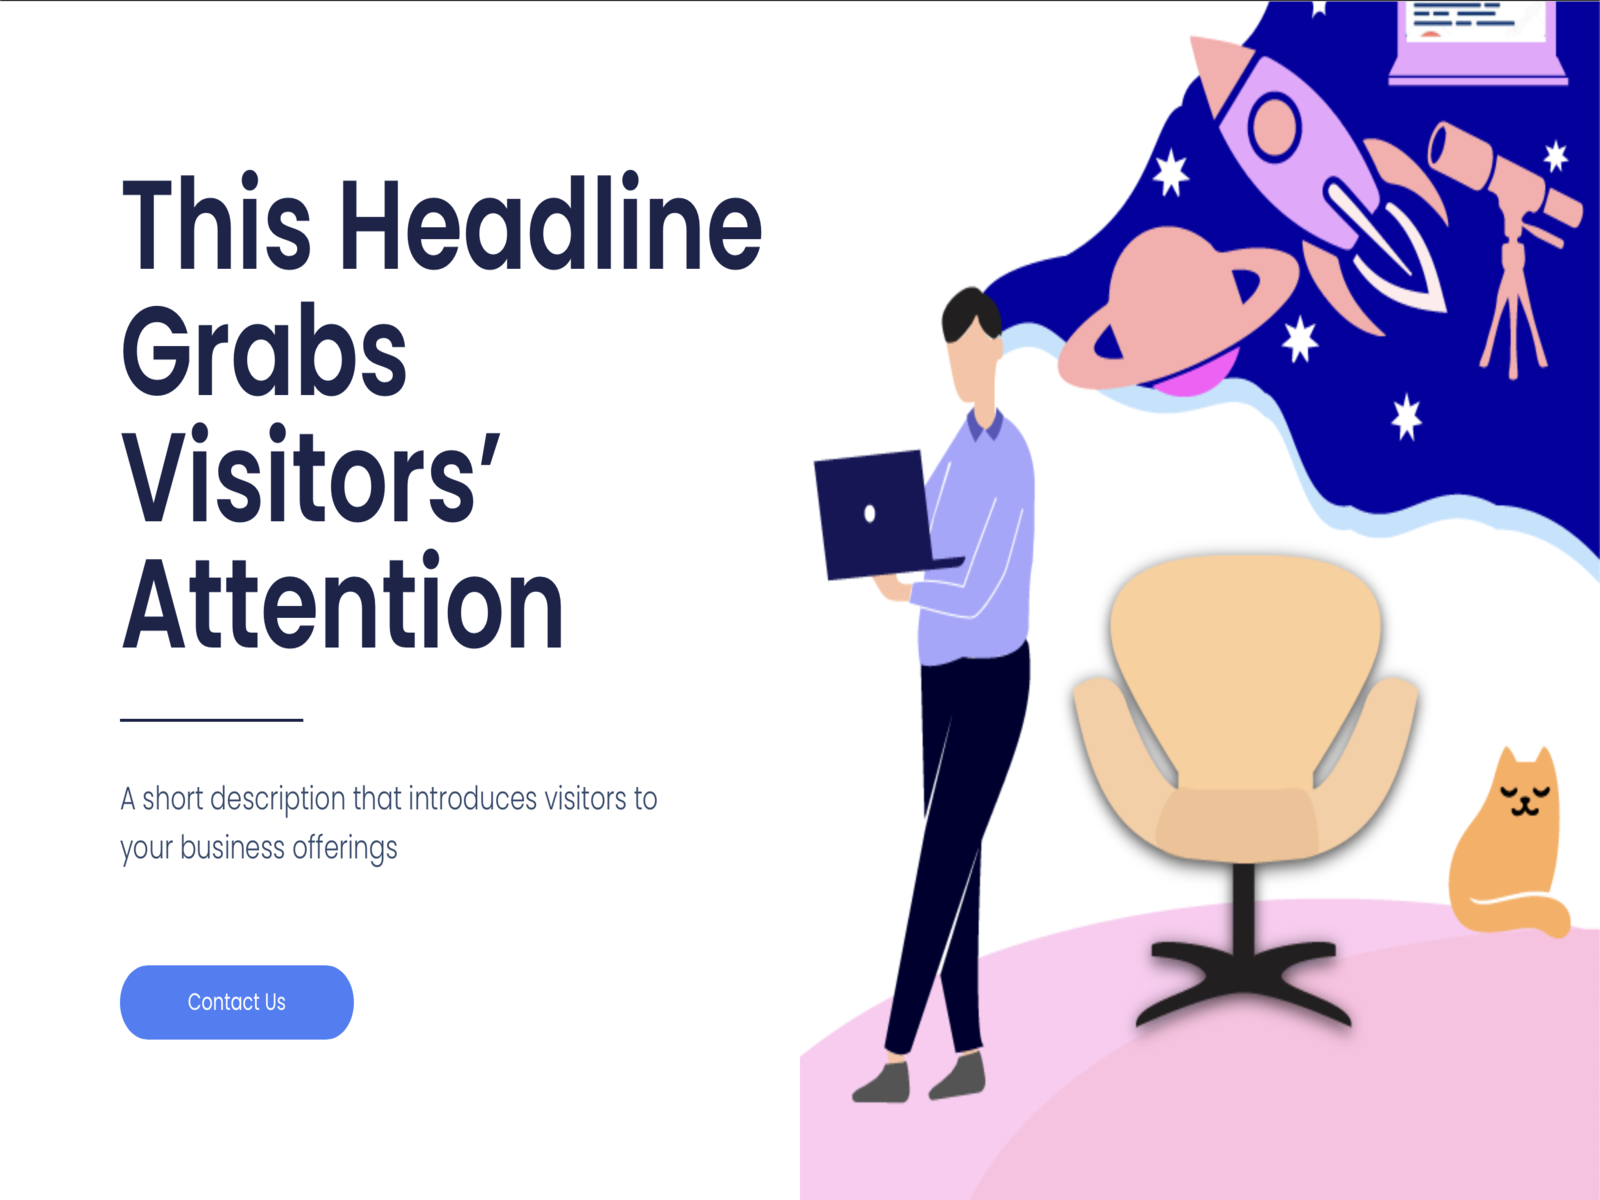 This Headline
Grabs
Visitors’
Attention
A short description that introduces visitors to
your business offerings
Contact Us